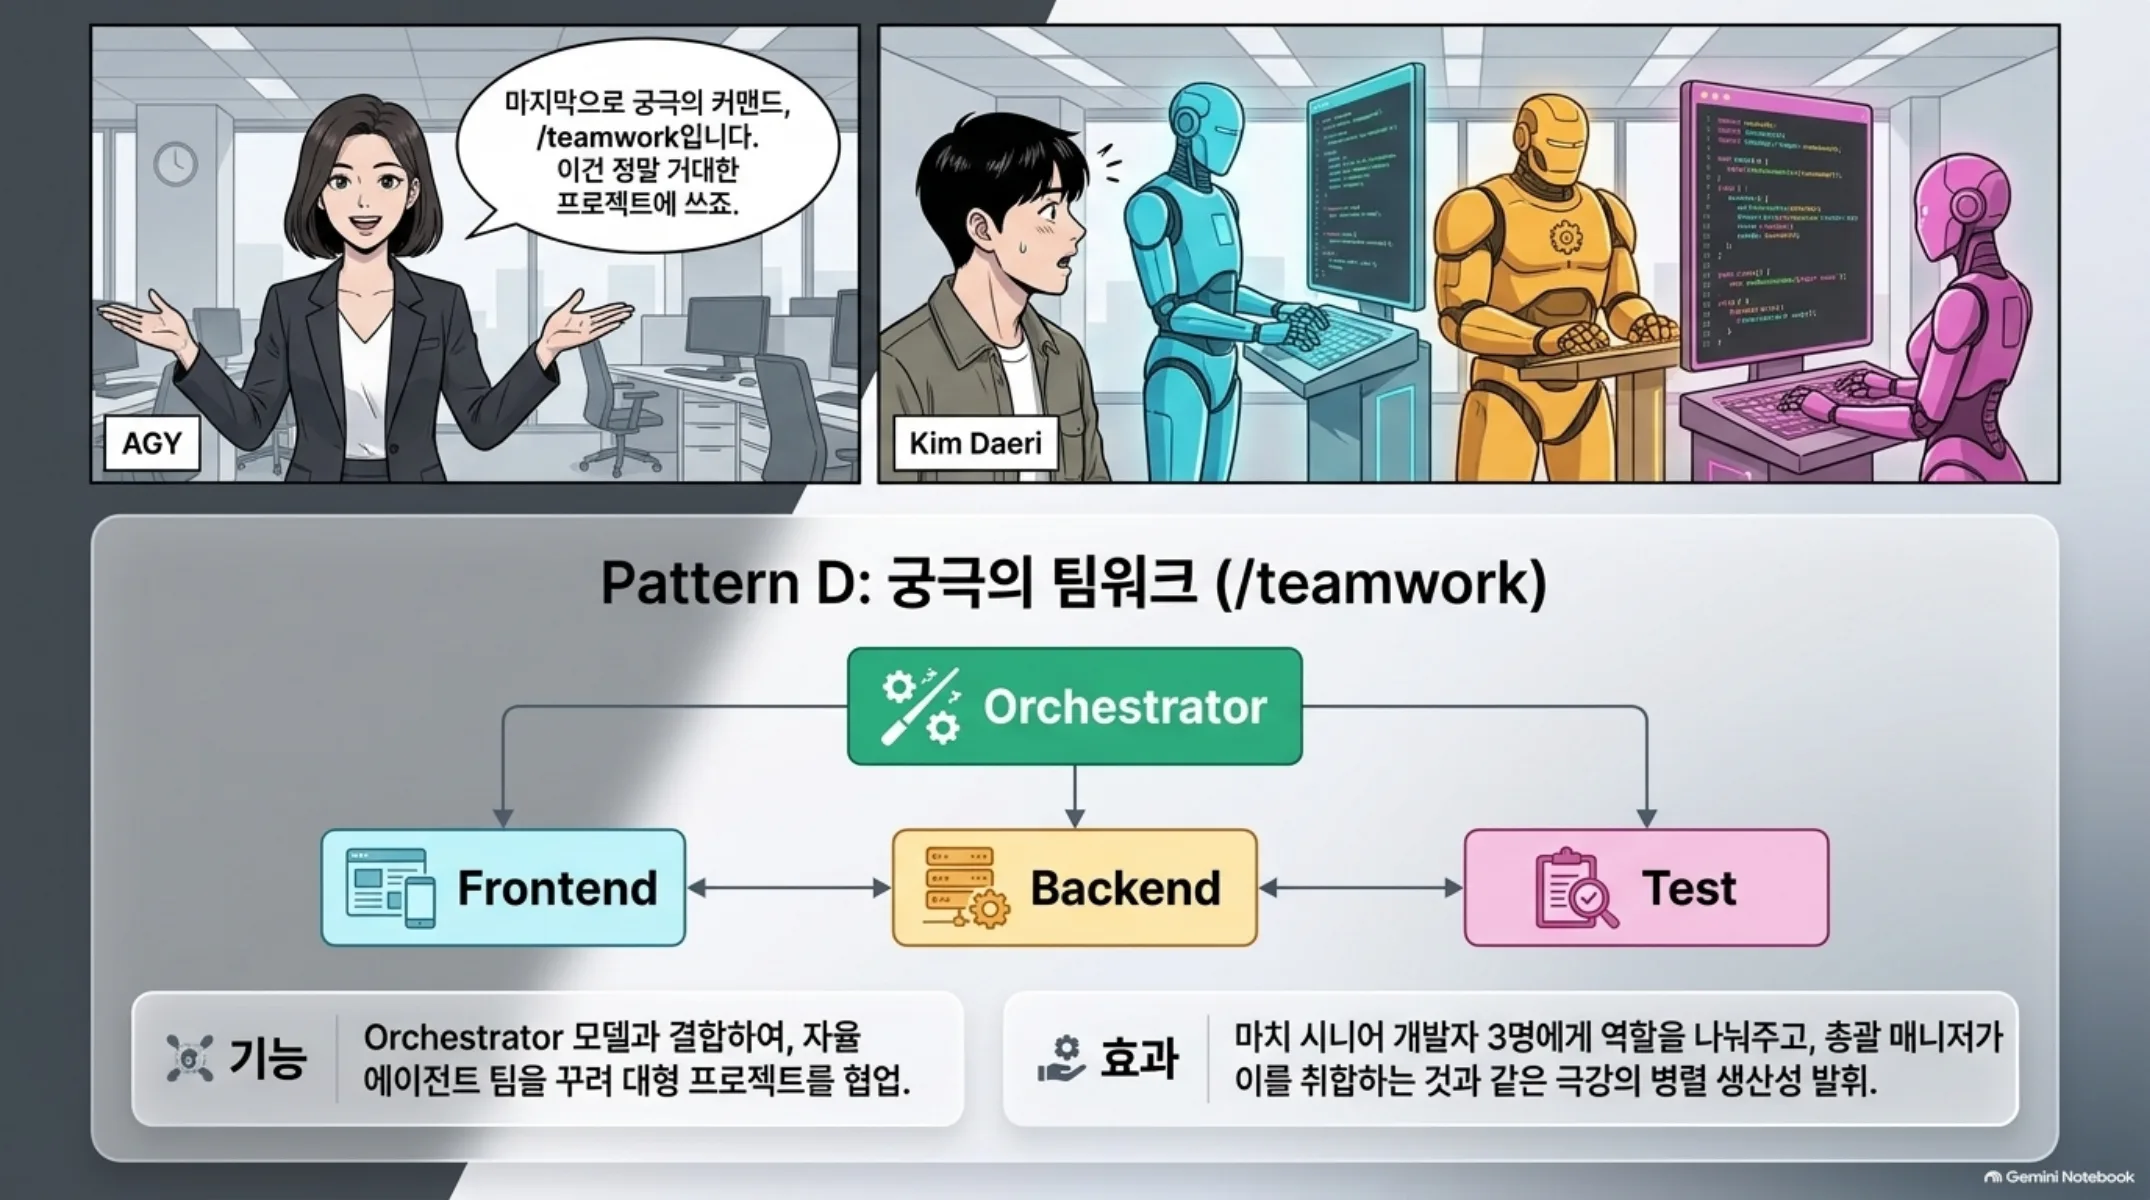 마지막으로 궁극의 커맨드,
/teamwork입니다.
이건 정말 거대한
프로젝트에 쓰죠.
AGY
Kim Daeri
Pattern D: 궁극의 팀워크 (/teamwork)
Orchestrator
Frontend
Backend
Test
기능
Orchestrator 모델과 결합하여, 자율
에이전트 팀을 꾸려 대형 프로젝트를 협업.
효과
마치 시니어 개발자 3명에게 역할을 나눠주고, 총괄 매니저가
이를 취합하는 것과 같은 극강의 병렬 생산성 발휘.
Gemini Notebook